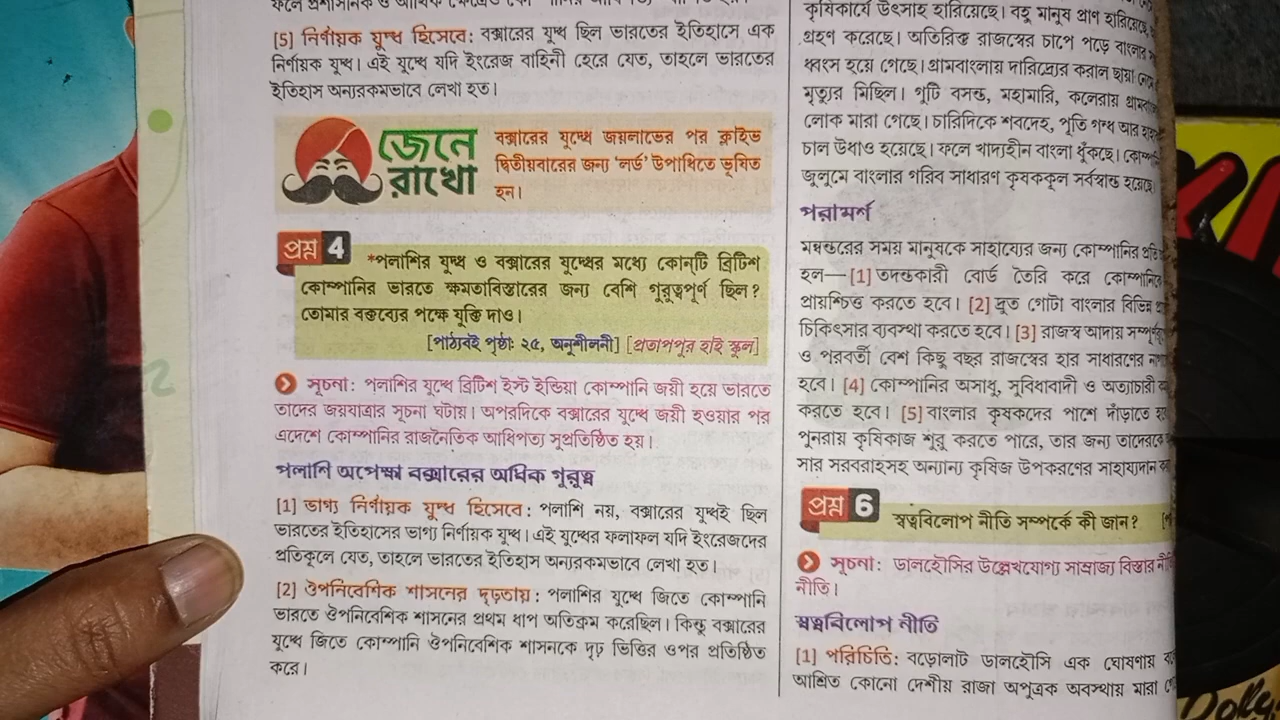 [5] নির্ণায়ক যুদ্ধ হিসেবে: বক্সারের যুদ্ধ ছিল ভারতের ইতিহাসে এক
নির্ণায়ক যুদ্ধ। এই যুদ্ধে যদি ইংরেজ বাহিনী হেরে যেত, তাহলে ভারতের
ইতিহাস অন্যরকমভাবে লেখা হত।
জেনে
রাখো
বক্সারের যুদ্ধে জয়লাভের পর ক্লাইভ
দ্বিতীয়বারের জন্য ‘লর্ড’ উপাধিতে ভূষিত
হন।
প্রশ্ন 4
*পলাশির যুদ্ধ ও বক্সারের যুদ্ধের মধ্যে কোন্‌টি ব্রিটিশ
কোম্পানির ভারতে ক্ষমতাবিস্তারের জন্য বেশি গুরুত্বপূর্ণ ছিল?
তোমার বক্তব্যের পক্ষে যুক্তি দাও।
[পাঠ্যবই পৃষ্ঠা: ২৫, অনুশীলনী] [প্রতাপপুর হাই স্কুল]
সূচনা: পলাশির যুদ্ধে ব্রিটিশ ইস্ট ইন্ডিয়া কোম্পানি জয়ী হয়ে ভারতে
তাদের জয়যাত্রার সূচনা ঘটায়। অপরদিকে বক্সারের যুদ্ধে জয়ী হওয়ার পর
এদেশে কোম্পানির রাজনৈতিক আধিপত্য সুপ্রতিষ্ঠিত হয়।
পলাশি অপেক্ষা বক্সারের অধিক গুরুত্ব
[1] ভাগ্য নির্ণায়ক যুদ্ধ হিসেবে: পলাশি নয়, বক্সারের যুদ্ধই ছিল
ভারতের ইতিহাসের ভাগ্য নির্ণায়ক যুদ্ধ। এই যুদ্ধের ফলাফল যদি ইংরেজদের
প্রতিকূলে যেত, তাহলে ভারতের ইতিহাস অন্যরকমভাবে লেখা হত।
[2] ঔপনিবেশিক শাসনের দৃঢ়তায়: পলাশির যুদ্ধে জিতে কোম্পানি
ভারতে ঔপনিবেশিক শাসনের প্রথম ধাপ অতিক্রম করেছিল। কিন্তু বক্সারের
যুদ্ধে জিতে কোম্পানি ঔপনিবেশিক শাসনকে দৃঢ় ভিত্তির ওপর প্রতিষ্ঠিত
করে।
কৃষিকার্যে উৎসাহ হারিয়েছে। বহু মানুষ প্রাণ হারিয়েছে,
গ্রহণ করেছে। অতিরিক্ত রাজস্বের চাপে পড়ে বাংলার
ধ্বংস হয়ে গেছে। গ্রামবাংলায় দারিদ্র্যের করাল ছায়া
মৃত্যুর মিছিল। গুটি বসন্ত, মহামারি, কলেরায়
লোক মারা গেছে। চারিদিকে শবদেহ, পূতি গন্ধ আর
চাল উধাও হয়েছে। ফলে খাদ্যহীন বাংলা ধুঁকছে।
জুলুমে বাংলার গরিব সাধারণ কৃষককূল সর্বস্বান্ত হয়েছে
পরামর্শ
মন্বন্তরের সময় মানুষকে সাহায্যের জন্য কোম্পানির
হল—[1] তদন্তকারী বোর্ড তৈরি করে
প্রায়শ্চিত্ত করতে হবে। [2] দ্রুত গোটা বাংলার বিভিন্ন
চিকিৎসার ব্যবস্থা করতে হবে। [3] রাজস্ব আদায়
ও পরবর্তী বেশ কিছু বছর রাজস্বের হার সাধারণের
হবে। [4] কোম্পানির অসাধু, সুবিধাবাদী ও অত্যাচারী
করতে হবে। [5] বাংলার কৃষকদের পাশে দাঁড়াতে
পুনরায় কৃষিকাজ শুরু করতে পারে, তার জন্য তাদেরকে
সার সরবরাহসহ অন্যান্য কৃষিজ উপকরণের সাহায্যদান
প্রশ্ন 6
স্বত্ববিলোপ নীতি সম্পর্কে কী জান?
সূচনা: ডালহৌসির উল্লেখযোগ্য সাম্রাজ্য বিস্তার
নীতি।
স্বত্ববিলোপ নীতি
[1] পরিচিতি: বড়োলাট ডালহৌসি এক ঘোষণায়
আশ্রিত কোনো দেশীয় রাজা অপুত্রক অবস্থায় মারা